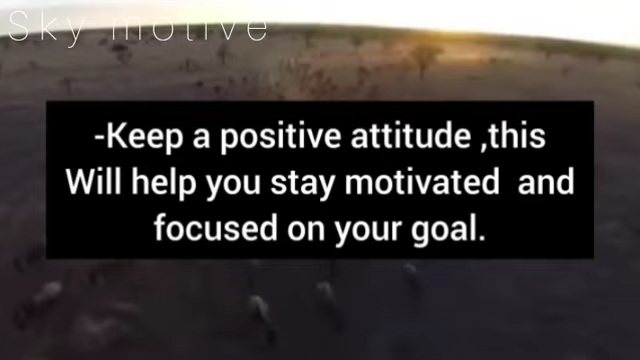 Sky motive
-Keep a positive attitude ,this
Will help you stay motivated  and
focused on your goal.